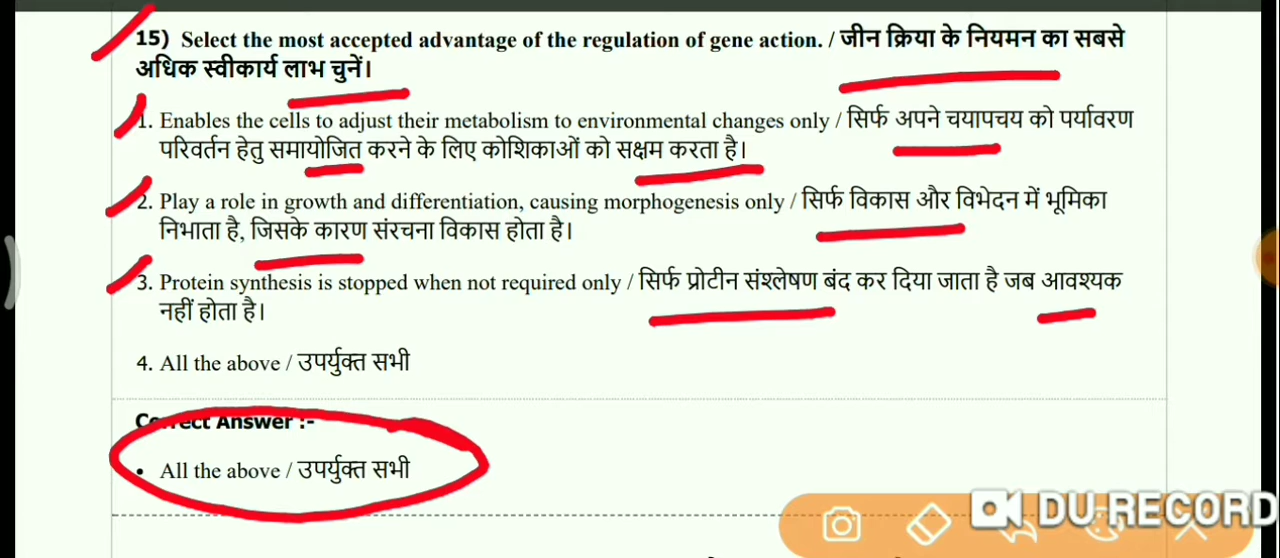 15) Select the most accepted advantage of the regulation of gene action. / जीन क्रिया के नियमन का सबसे
अधिक स्वीकार्य लाभ चुनें।
1. Enables the cells to adjust their metabolism to environmental changes only / सिर्फ अपने चयापचय को पर्यावरण
परिवर्तन हेतु समायोजित करने के लिए कोशिकाओं को सक्षम करता है।
2. Play a role in growth and differentiation, causing morphogenesis only / सिर्फ विकास और विभेदन में भूमिका
निभाता है, जिसके कारण संरचना विकास होता है।
3. Protein synthesis is stopped when not required only / सिर्फ प्रोटीन संश्लेषण बंद कर दिया जाता है जब आवश्यक
नहीं होता है।
4. All the above / उपर्युक्त सभी
Correct Answer :-
• All the above / उपर्युक्त सभी
DU RECORD